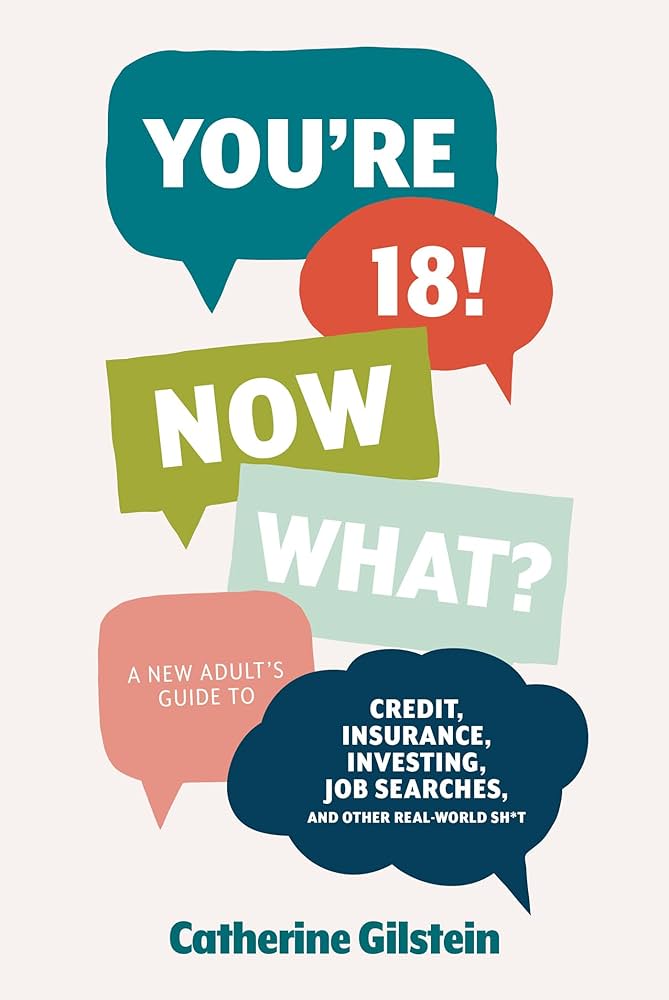 YOU'RE
18!
NOW
WHAT?
A NEW ADULT'S
GUIDE TO
CREDIT,
INSURANCE,
INVESTING,
JOB SEARCHES,
AND OTHER REAL-WORLD SH*T
Catherine Gilstein